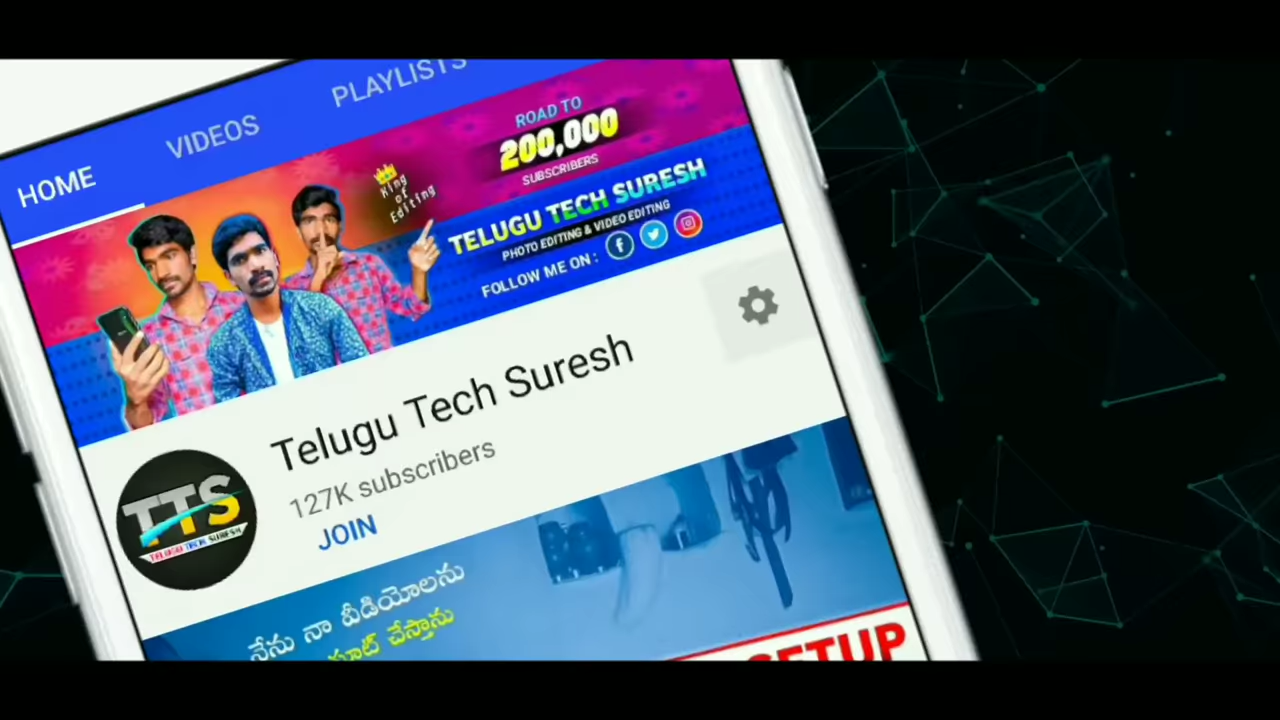 HOME
VIDEOS
PLAYLISTS
King
of
Editing
ROAD TO
200,000
SUBSCRIBERS
TELUGU TECH SURESH
PHOTO EDITING & VIDEO EDITING
FOLLOW ME ON :
Telugu Tech Suresh
127K subscribers
JOIN
TTS
TELUGU TECH SURESH
నేను నా వీడియోలను
చేస్తాను
SETUP